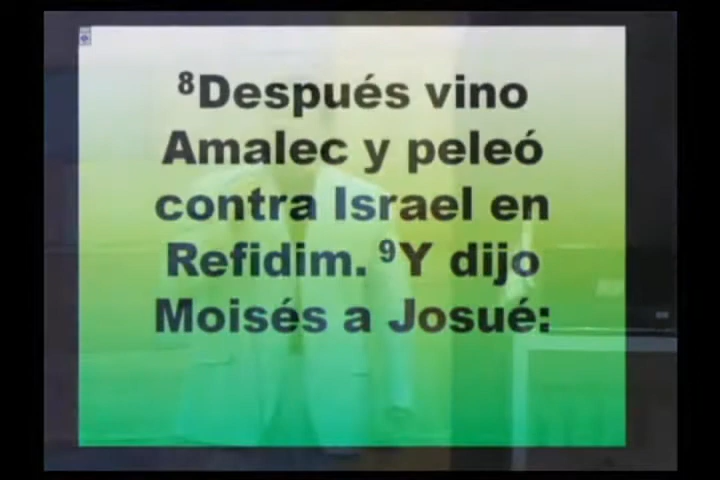 ⁸Después vino
Amalec y peleó
contra Israel en
Refidim. ⁹Y dijo
Moisés a Josué: